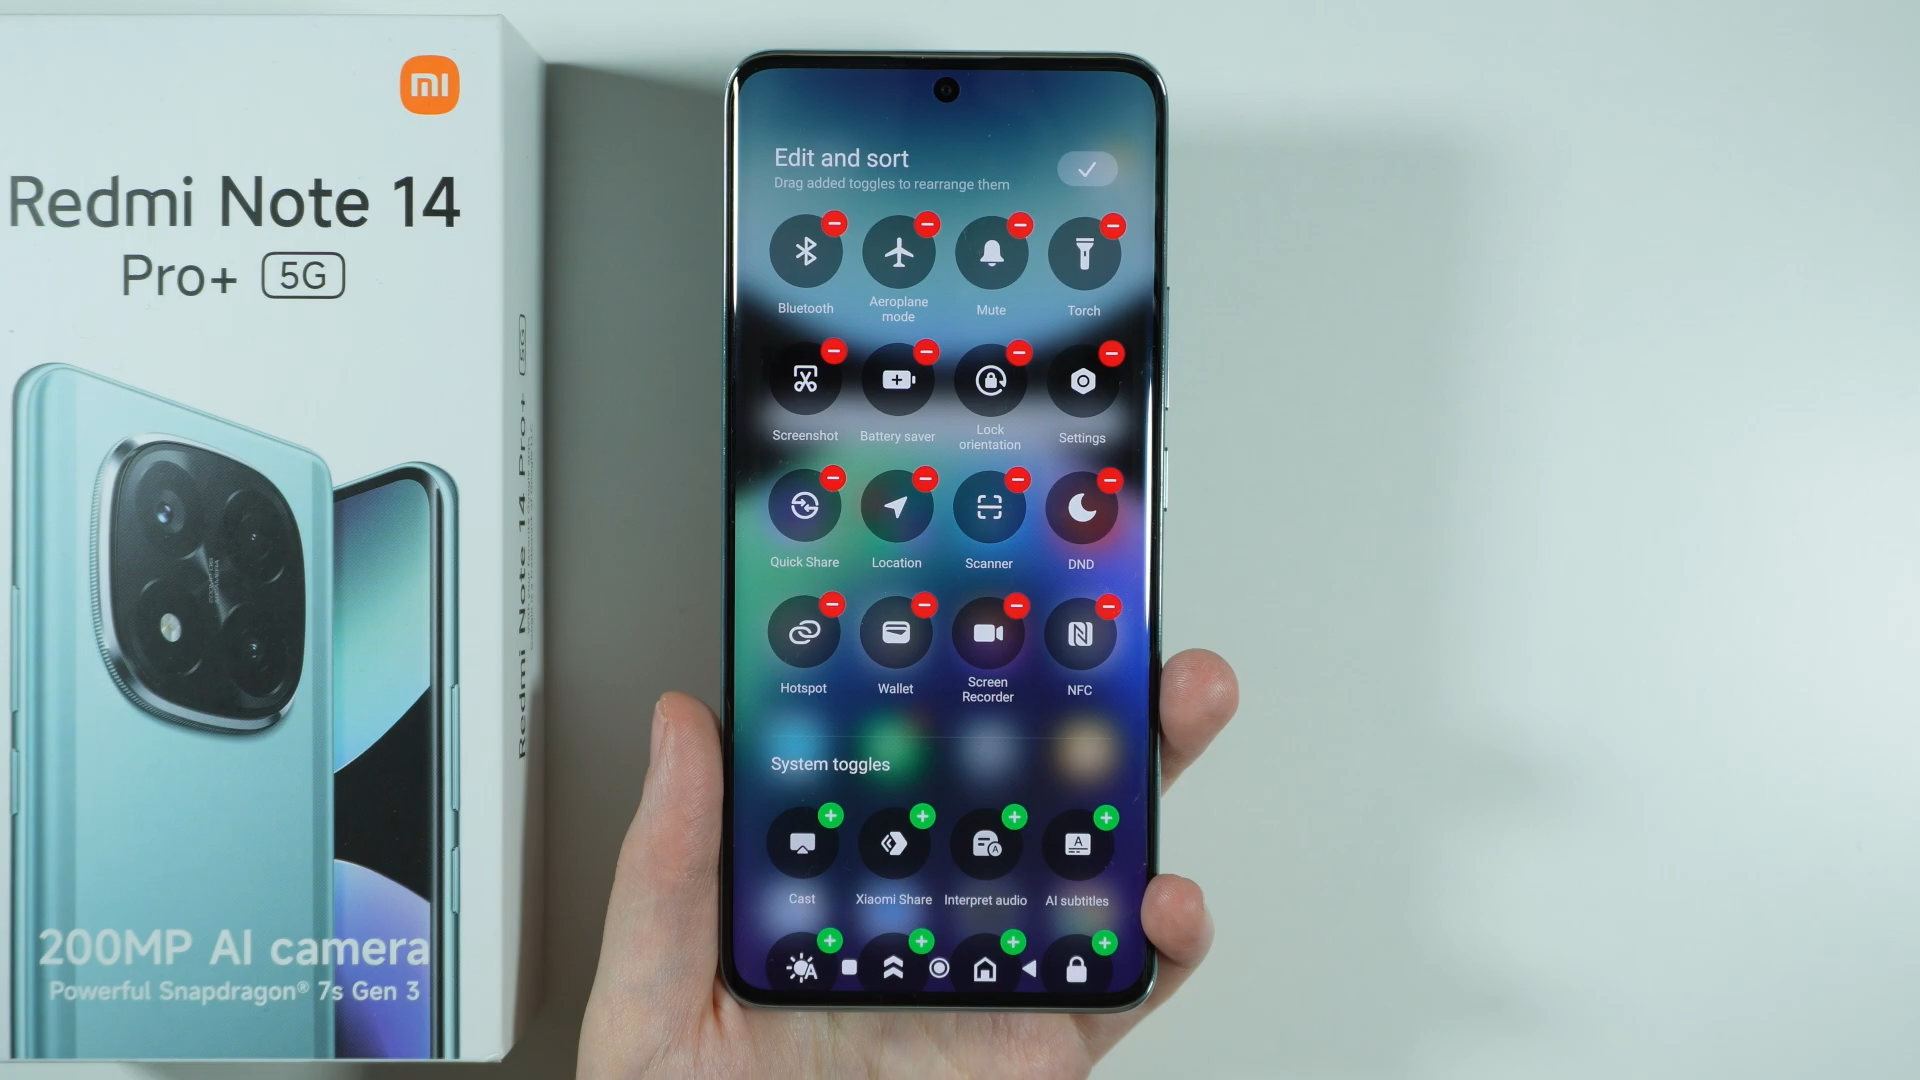 mi
Redmi Note 14
Pro+ 5G
Redmi Note 14 Pro+ 5G
200MP AI camera
Powerful Snapdragon® 7s Gen 3
Edit and sort
Drag added toggles to rearrange them
Bluetooth
Aeroplane mode
Mute
Torch
Screenshot
Battery saver
Lock orientation
Settings
Quick Share
Location
Scanner
DND
Hotspot
Wallet
Screen Recorder
NFC
System toggles
Cast
Xiaomi Share
Interpret audio
AI subtitles